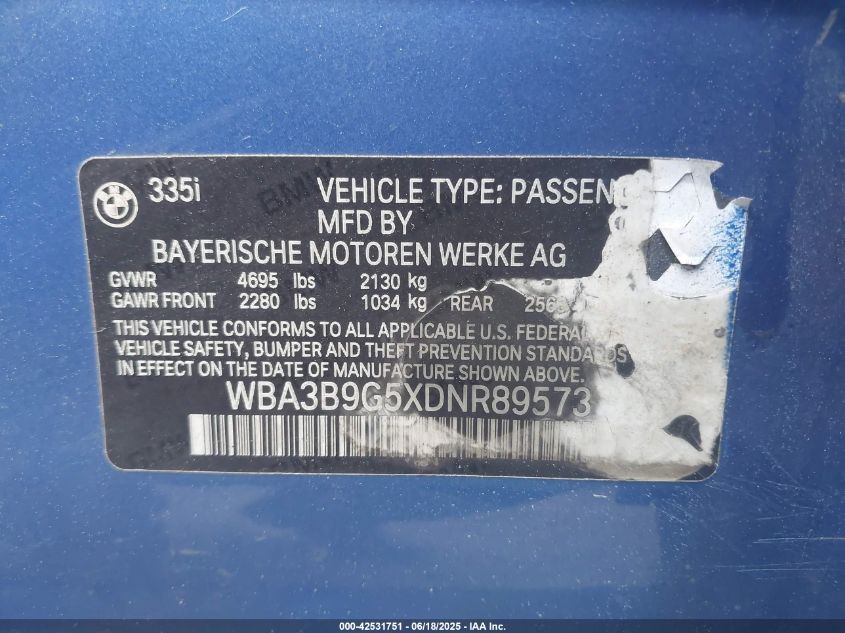 BMW
335i VEHICLE TYPE: PASSEN
MFD BY
BAYERISCHE MOTOREN WERKE AG
GVWR 4695 lbs 2130 kg
GAWR FRONT 2280 lbs 1034 kg REAR
THIS VEHICLE CONFORMS TO ALL APPLICABLE U.S. FEDERAL
VEHICLE SAFETY, BUMPER AND THEFT PREVENTION STANDARDS
IN EFFECT ON THE DATE OF MANUFACTURE SHOWN ABOVE.
WBA3B9G5XDNR89573
000-42531751 / 06/18/2025 - IAA Inc.